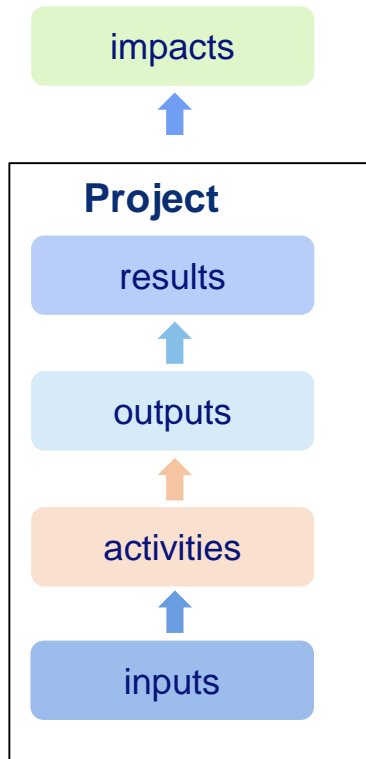 impacts
Project
results
outputs
activities
inputs